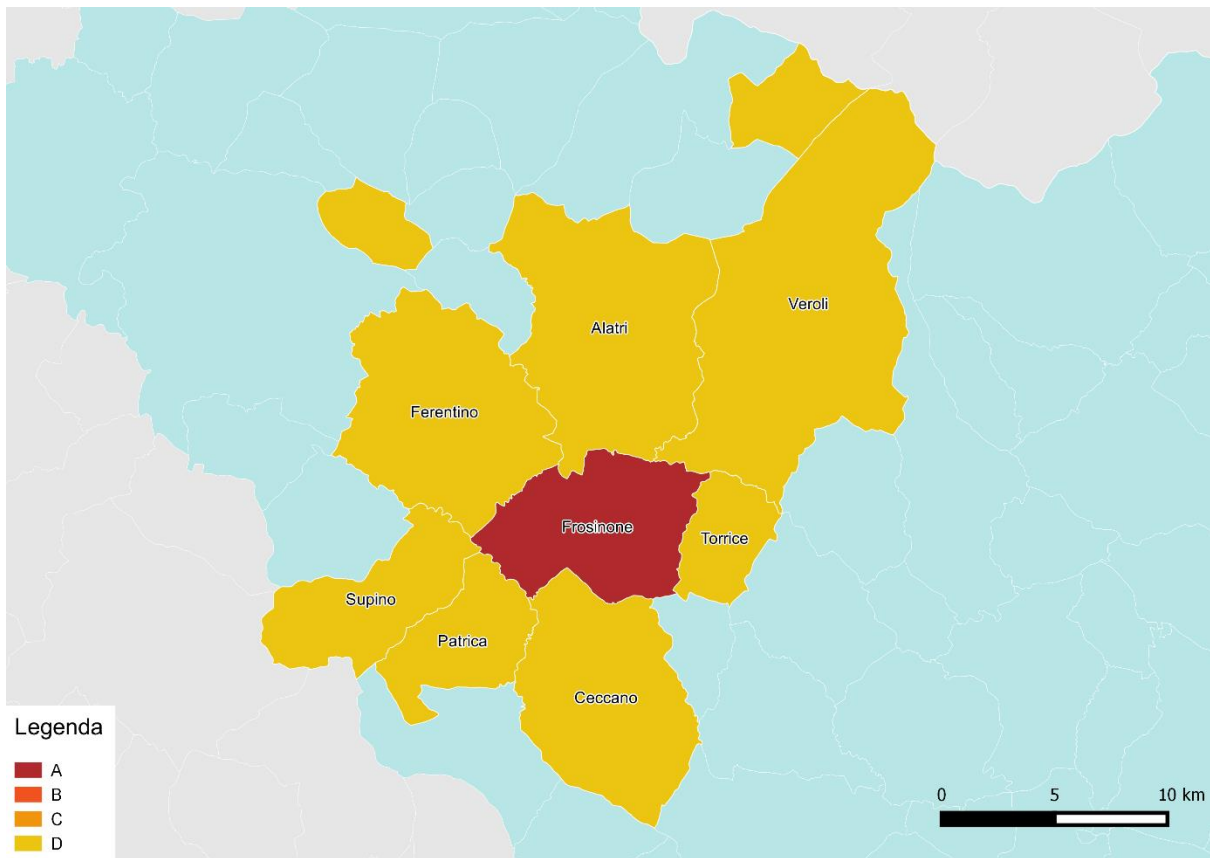 Veroli
Alatri
Ferentino
Frosinone
Torrice
Supino
Patrica
Ceccano
Legenda
A
B
C
D
0 5 10 km